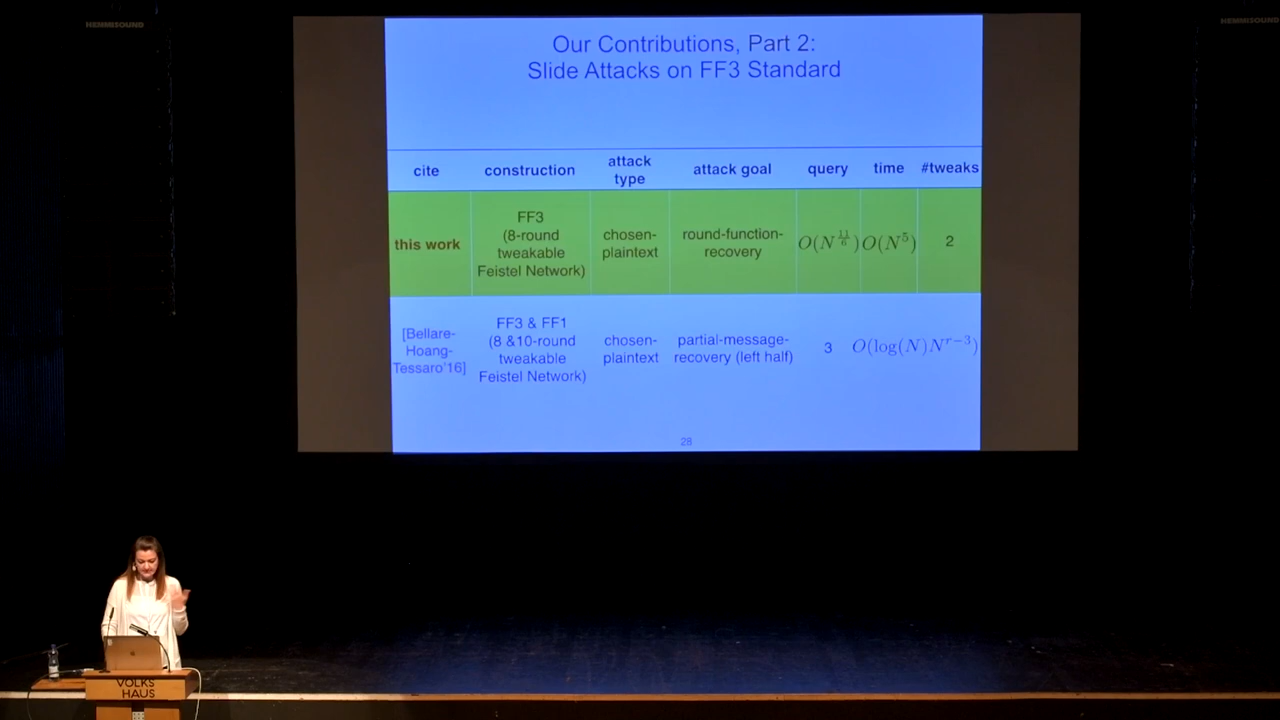 HEMMISOUND
HEMMISOUND
Our Contributions, Part 2:
Slide Attacks on FF3 Standard
cite construction attack type attack goal query time #tweaks
this work
FF3
(8-round
tweakable
Feistel Network)
chosen-
plaintext
round-function-
recovery
O(N^{11/6})
O(N^5)
2
[Bellare-
Hoang-
Tessaro'16]
FF3 & FF1
(8 &10-round
tweakable
Feistel Network)
chosen-
plaintext
partial-message-
recovery (left half)
3
O(log(N)N^{r-3})
28
VOLKS
HAUS